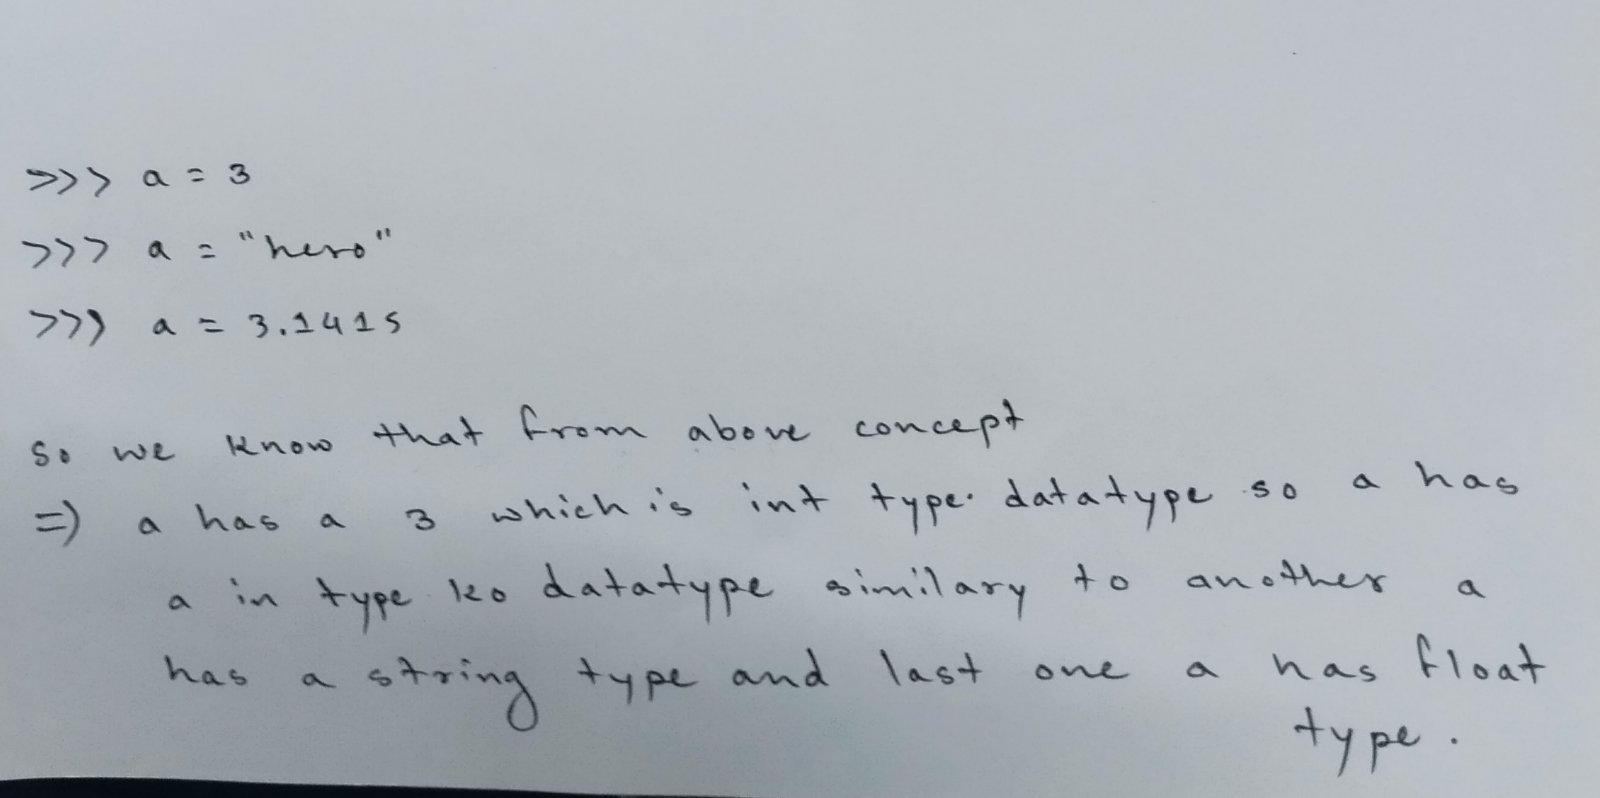 >>> a = 3
>>> a = "hero"
>>> a = 3.1415
So we know that from above concept
=) a has a 3 which is int type. datatype so a has
a in type ko datatype similary to another a
has a string type and last one a has float
type.